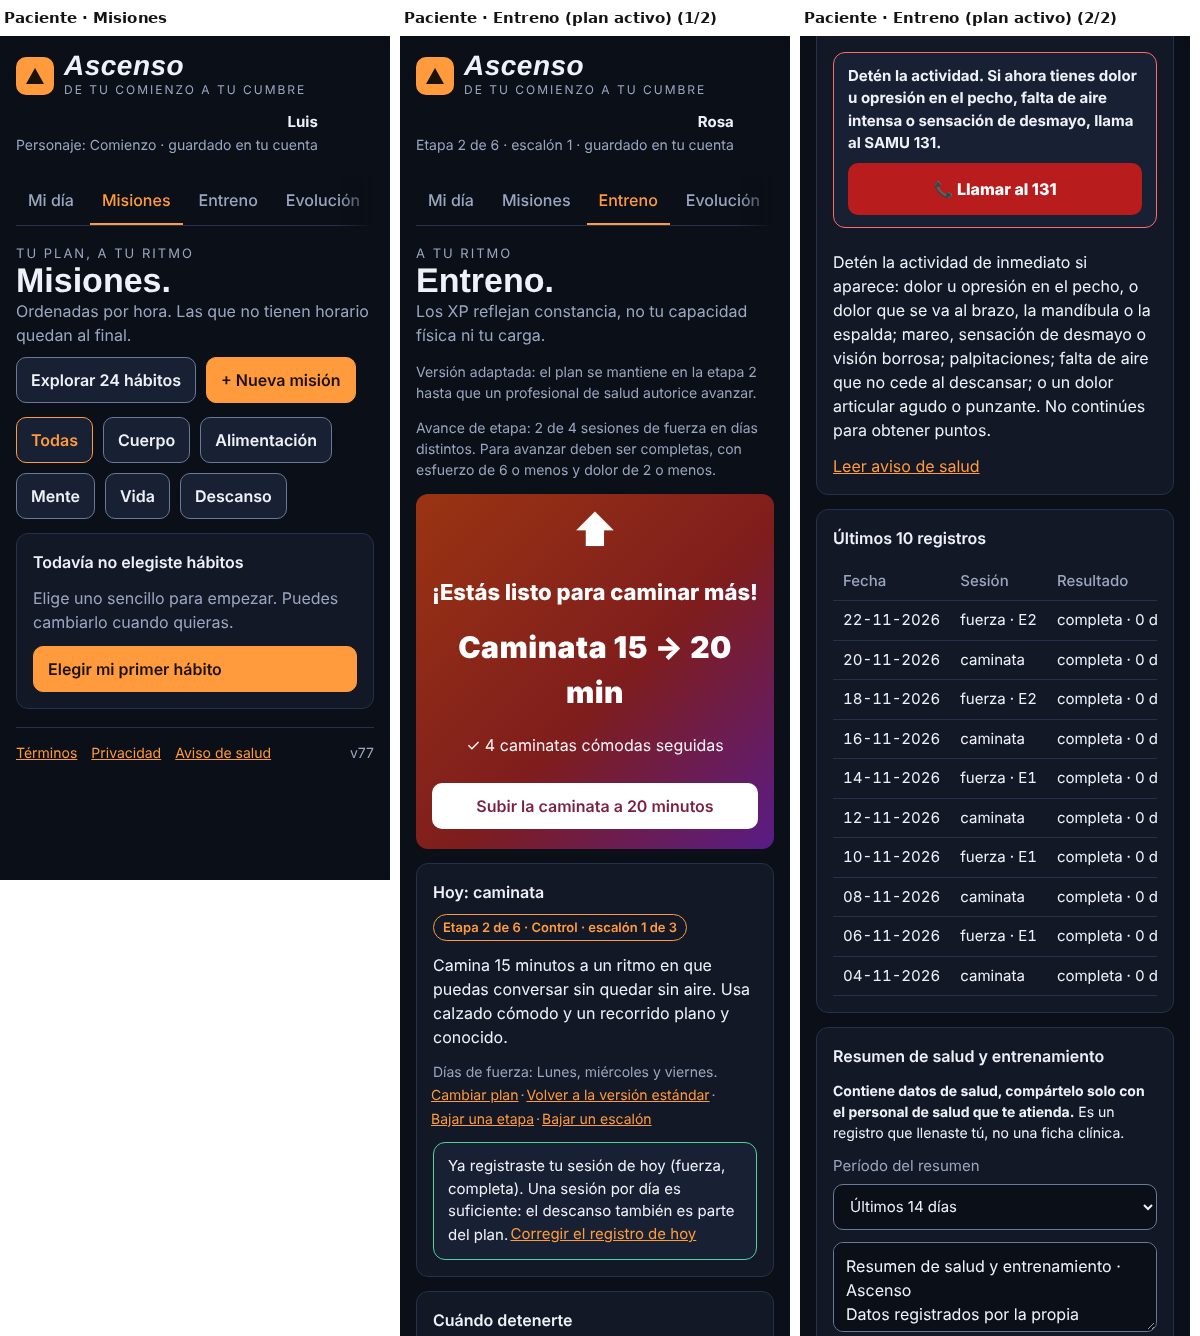 Paciente · Misiones
Ascenso
DE TU COMIENZO A TU CUMBRE
Luis
Personaje: Comienzo · guardado en tu cuenta
Mi día Misiones Entreno Evolución
TU PLAN, A TU RITMO
Misiones.
Ordenadas por hora. Las que no tienen horario
quedan al final.
Explorar 24 hábitos + Nueva misión
Todas Cuerpo Alimentación
Mente Vida Descanso
Todavía no elegiste hábitos
Elige uno sencillo para empezar. Puedes
cambiarlo cuando quieras.
Elegir mi primer hábito
Términos Privacidad Aviso de salud v77
Paciente · Entreno (plan activo) (1/2)
Ascenso
DE TU COMIENZO A TU CUMBRE
Rosa
Etapa 2 de 6 · escalón 1 · guardado en tu cuenta
Mi día Misiones Entreno Evolución
A TU RITMO
Entreno.
Los XP reflejan constancia, no tu capacidad
física ni tu carga.
Versión adaptada: el plan se mantiene en la etapa 2
hasta que un profesional de salud autorice avanzar.
Avance de etapa: 2 de 4 sesiones de fuerza en días
distintos. Para avanzar deben ser completas, con
esfuerzo de 6 o menos y dolor de 2 o menos.
¡Estás listo para caminar más!
Caminata 15 → 20
min
✓ 4 caminatas cómodas seguidas
Subir la caminata a 20 minutos
Hoy: caminata
Etapa 2 de 6 · Control · escalón 1 de 3
Camina 15 minutos a un ritmo en que
puedas conversar sin quedar sin aire. Usa
calzado cómodo y un recorrido plano y
conocido.
Días de fuerza: Lunes, miércoles y viernes.
Cambiar plan · Volver a la versión estándar ·
Bajar una etapa · Bajar un escalón
Ya registraste tu sesión de hoy (fuerza,
completa). Una sesión por día es
suficiente: el descanso también es parte
del plan. Corregir el registro de hoy
Cuándo detenerte
Paciente · Entreno (plan activo) (2/2)
Detén la actividad. Si ahora tienes dolor
u opresión en el pecho, falta de aire
intensa o sensación de desmayo, llama
al SAMU 131.
📞 Llamar al 131
Detén la actividad de inmediato si
aparece: dolor u opresión en el pecho, o
dolor que se va al brazo, la mandíbula o la
espalda; mareo, sensación de desmayo o
visión borrosa; palpitaciones; falta de aire
que no cede al descansar; o un dolor
articular agudo o punzante. No continúes
para obtener puntos.
Leer aviso de salud
Últimos 10 registros
Fecha Sesión Resultado
22-11-2026 fuerza · E2 completa · 0 d
20-11-2026 caminata completa · 0 d
18-11-2026 fuerza · E2 completa · 0 d
16-11-2026 caminata completa · 0 d
14-11-2026 fuerza · E1 completa · 0 d
12-11-2026 caminata completa · 0 d
10-11-2026 fuerza · E1 completa · 0 d
08-11-2026 caminata completa · 0 d
06-11-2026 fuerza · E1 completa · 0 d
04-11-2026 caminata completa · 0 d
Resumen de salud y entrenamiento
Contiene datos de salud, compártelo solo con
el personal de salud que te atienda. Es un
registro que llenaste tú, no una ficha clínica.
Período del resumen
Últimos 14 días
Resumen de salud y entrenamiento ·
Ascenso
Datos registrados por la propia